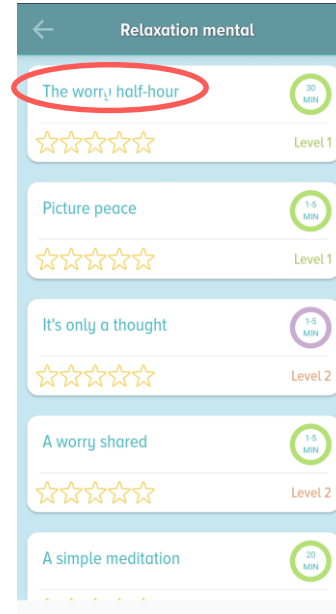 Relaxation mental
The worry half-hour
30
MIN
Level 1
Picture peace
1-5
MIN
Level 1
It's only a thought
1-5
MIN
Level 2
A worry shared
1-5
MIN
Level 2
A simple meditation
20
MIN